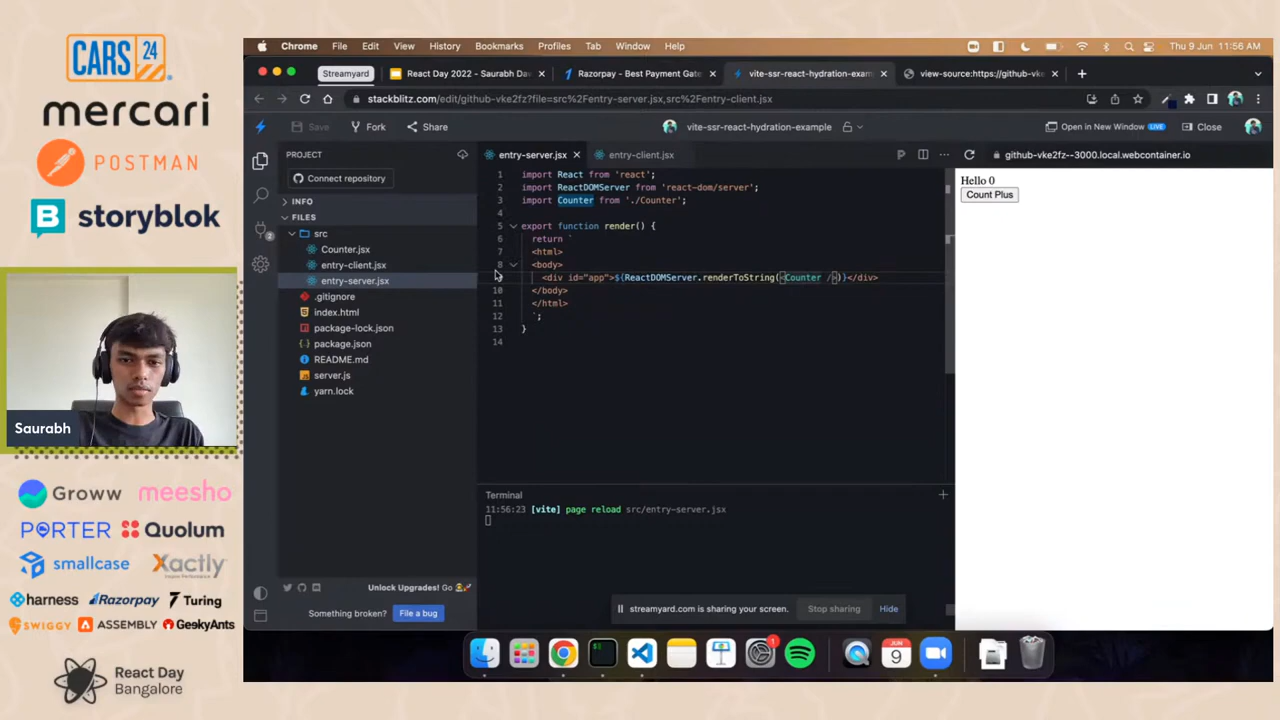 CARS
24
mercari
POSTMAN
storyblok
Saurabh
Groww
meesho
PORTER
Quolum
smallcase
Xactly
harness
Razorpay
Turing
SWIGGY
ASSEMBLY
GeekyAnts
React Day
Bangalore
Chrome File Edit View History Bookmarks Profiles Tab Window Help
Thu 9 Jun 11:56 AM
Streamyard
React Day 2022 - Saurabh Da
Razorpay - Best Payment Gate
vite-ssr-react-hydration-exam
view-source:https://github-vk
stackblitz.com/edit/github-vke2fz?file=src%2Fentry-server.jsx,src%2Fentry-client.jsx
Save
Fork
Share
vite-ssr-react-hydration-example
Open in New Window LIVE
Close
PROJECT
Connect repository
INFO
FILES
src
Counter.jsx
entry-client.jsx
entry-server.jsx
.gitignore
index.html
package-lock.json
package.json
README.md
server.js
yarn.lock
Unlock Upgrades! Go
Something broken? File a bug
entry-server.jsx
entry-client.jsx
1 import React from 'react';
2 import ReactDOMServer from 'react-dom/server';
3 import Counter from './Counter';
4
5 export function render() {
6 return `
7 <html>
8 <body>
<div id="app">${ReactDOMServer.renderToString(<Counter />)}</div>
10 </body>
11 </html>
12 `;
13 }
14
Terminal
11:56:23 [vite] page reload src/entry-server.jsx
github-vke2fz--3000.local.webcontainer.io
Hello 0
Count Plus
streamyard.com is sharing your screen.
Stop sharing
Hide
JUN
9
1